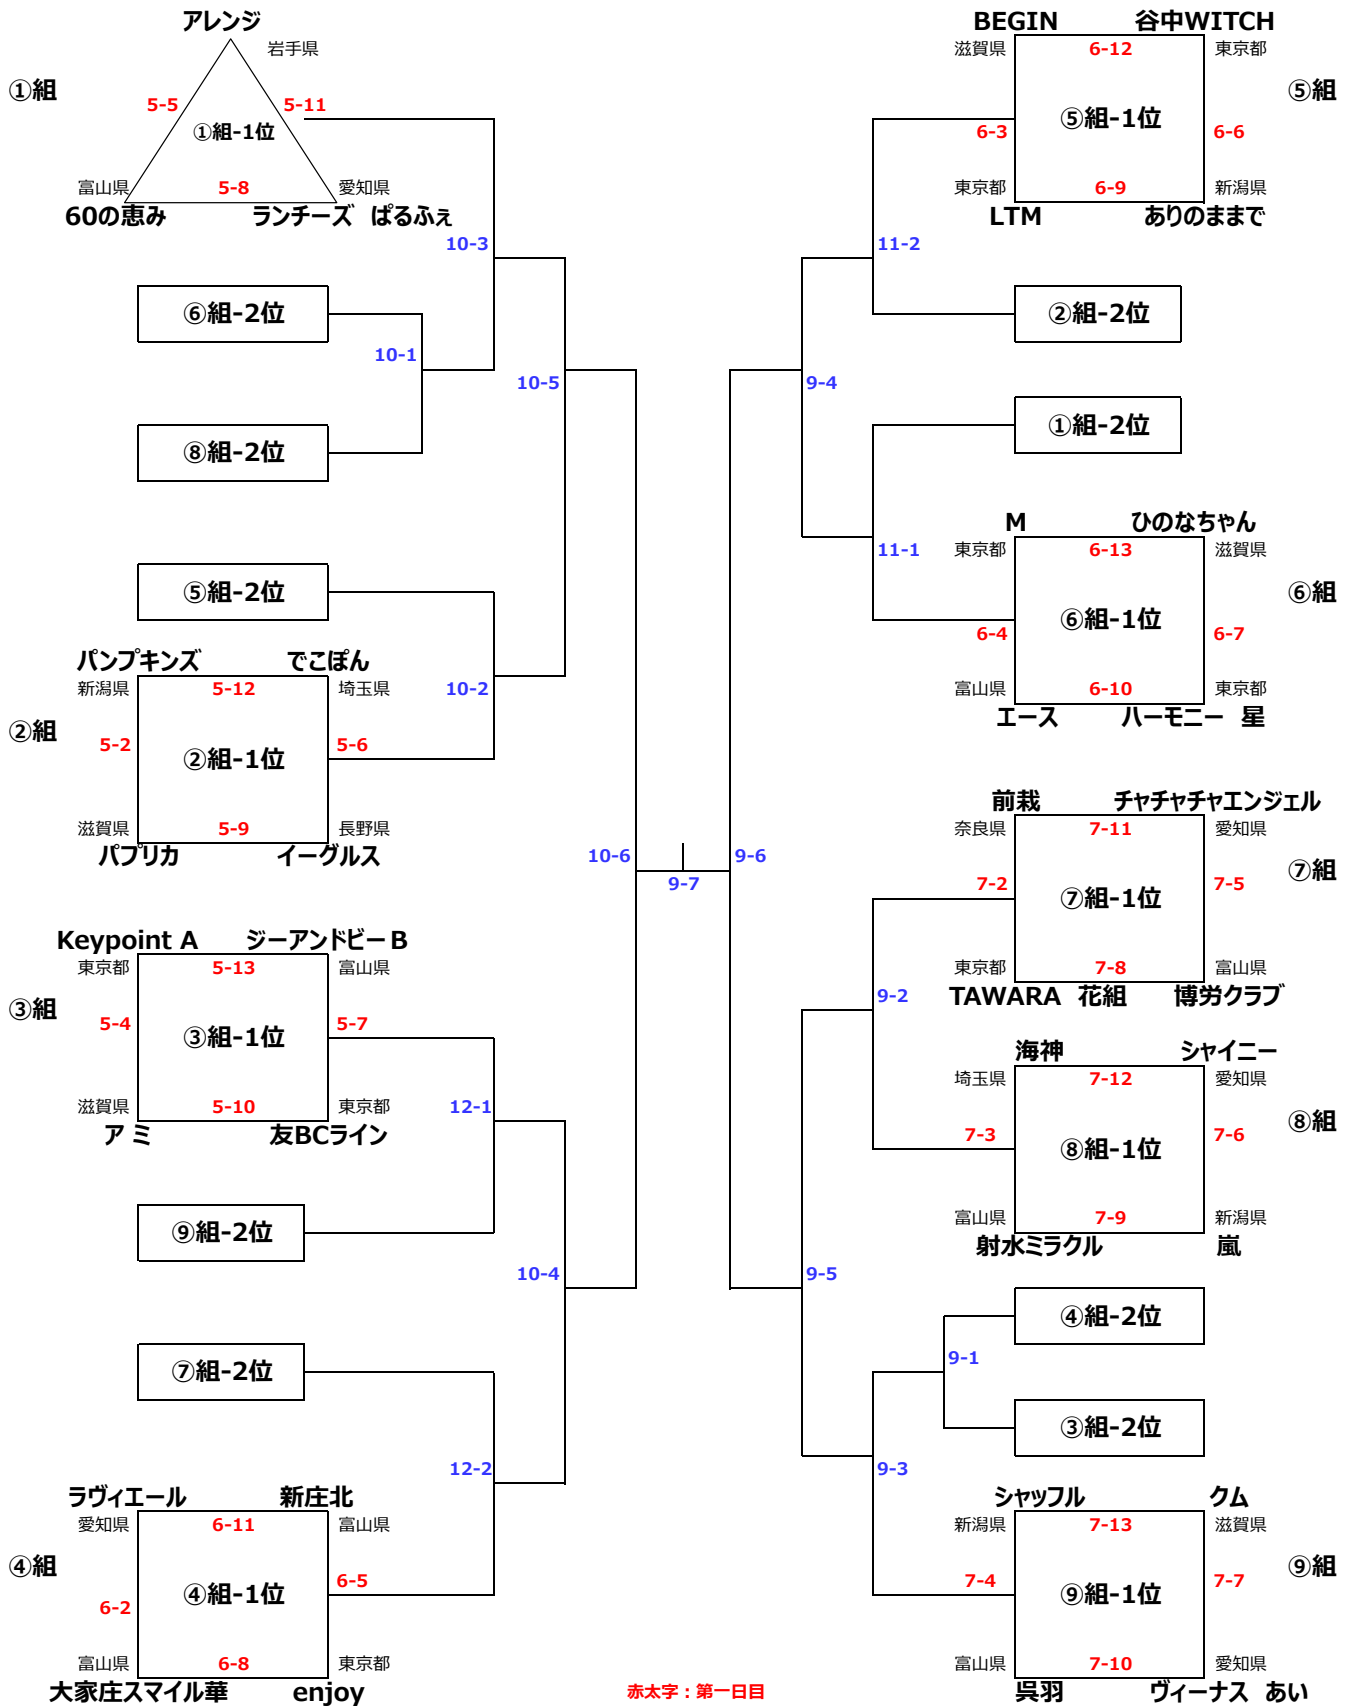 アレンジ
岩手県
①組
5-5
5-11
①組-1位
富山県
5-8
愛知県
60の恵み
ランチーズ ぱるふぇ
10-3
⑥組-2位
10-1
10-5
⑧組-2位
⑤組-2位
パンプキンズ
でこぽん
新潟県
5-12
埼玉県
10-2
②組
5-2
②組-1位
5-6
滋賀県
5-9
長野県
パプリカ
イーグルス
10-6
9-7
9-6
Keypoint A
ジーアンドビー B
東京都
5-13
富山県
③組
5-4
③組-1位
5-7
滋賀県
5-10
東京都
12-1
ア ミ
友BCライン
⑨組-2位
10-4
⑦組-2位
12-2
ラヴィエール
新庄北
愛知県
6-11
富山県
④組
6-2
④組-1位
6-5
富山県
6-8
東京都
大家庄スマイル華
enjoy
BEGIN
谷中WITCH
滋賀県
6-12
東京都
⑤組
6-3
⑤組-1位
6-6
東京都
6-9
新潟県
LTM
ありのままで
11-2
②組-2位
9-4
①組-2位
M
ひのなちゃん
11-1
東京都
6-13
滋賀県
⑥組
6-4
⑥組-1位
6-7
富山県
6-10
東京都
エース
ハーモニー 星
前栽
チャチャチャエンジェル
奈良県
7-11
愛知県
⑦組
7-2
⑦組-1位
7-5
東京都
7-8
富山県
TAWARA 花組
博労クラブ
9-2
海神
シャイニー
埼玉県
7-12
愛知県
⑧組
7-3
⑧組-1位
7-6
富山県
7-9
新潟県
射水ミラクル
嵐
9-5
④組-2位
9-1
③組-2位
9-3
シャッフル
クム
新潟県
7-13
滋賀県
⑨組
7-4
⑨組-1位
7-7
富山県
7-10
愛知県
呉羽
ヴィーナス あい
赤太字：第一日目